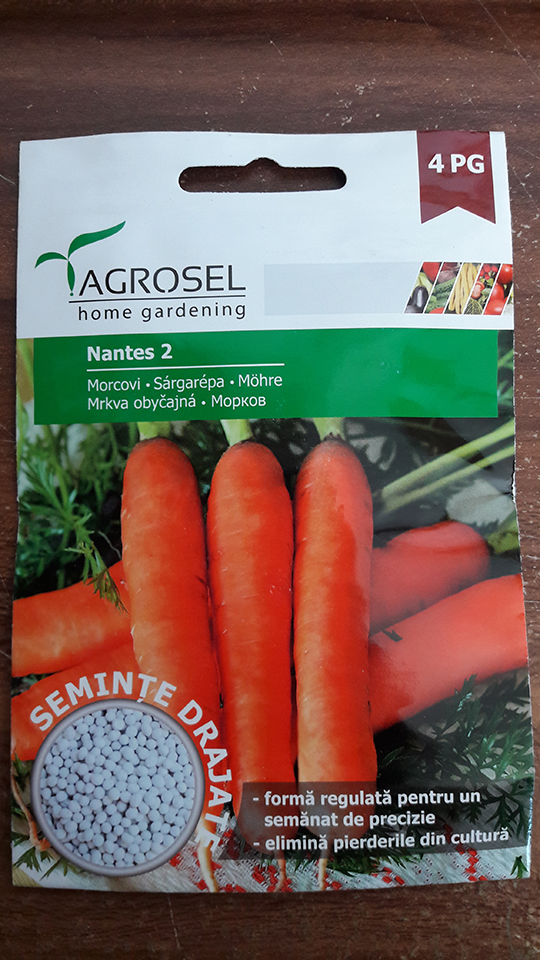 4 PG
AGROSEL
home gardening
Nantes 2
Morcovi • Sárgarépa • Möhre
Mrkva obyčajná • Морков
SEMINȚE DRAJATE
- formă regulată pentru un
semănat de precizie
- elimină pierderile din cultură